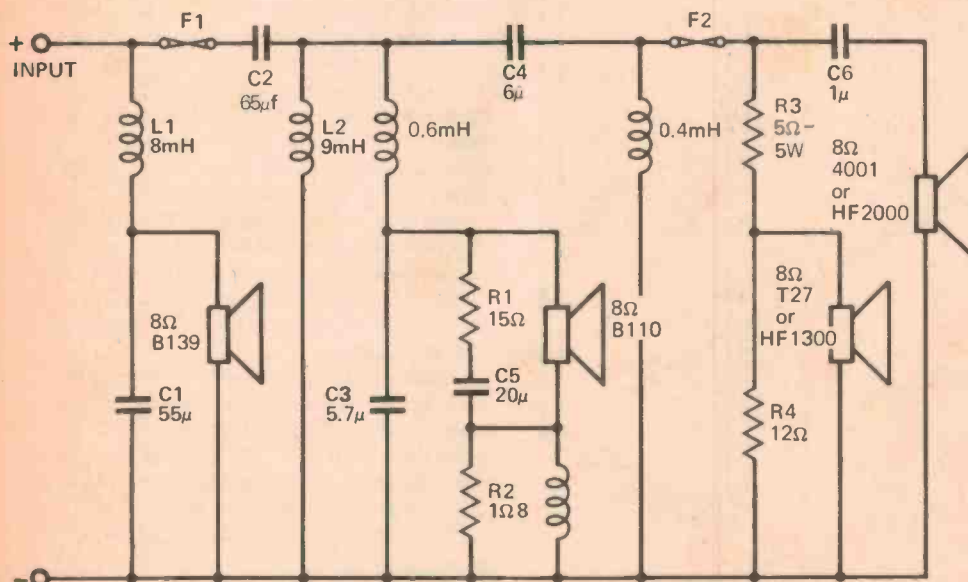 F1
F2
+
INPUT
C2
65µf
C4
6µ
C6
1µ
L1
8mH
L2
9mH
0.6mH
0.4mH
R3
5Ω-
5W
8Ω
4001
or
HF2000
8Ω
B139
R1
15Ω
8Ω
B110
8Ω
T27
or
HF1300
C1
55µ
C3
5.7µ
C5
20µ
R4
12Ω
R2
1Ω8
-